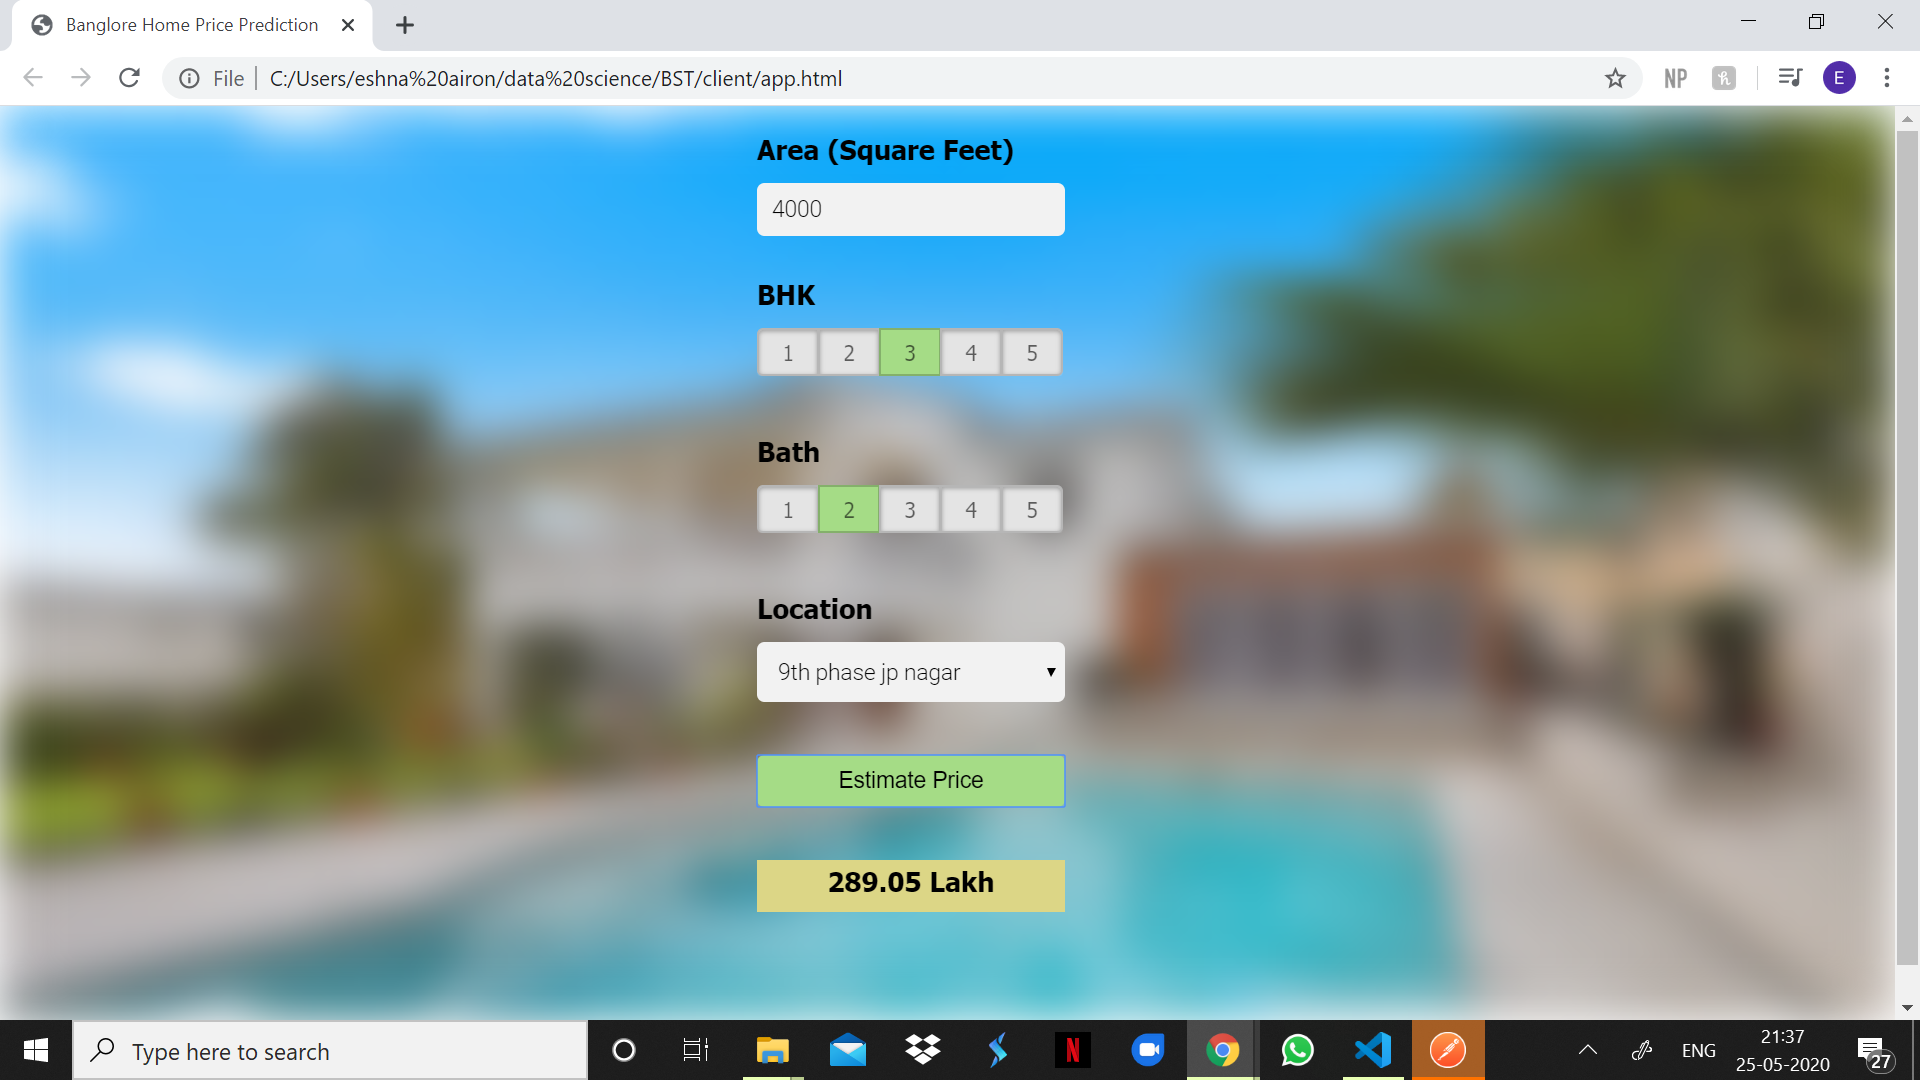 Banglore Home Price Prediction
File
C:/Users/eshna%20airon/data%20science/BST/client/app.html
NP
h
E
Area (Square Feet)
4000
BHK
1 2 3 4 5
Bath
1 2 3 4 5
Location
9th phase jp nagar
Estimate Price
289.05 Lakh
Type here to search
N
ENG
21:37
25-05-2020
27